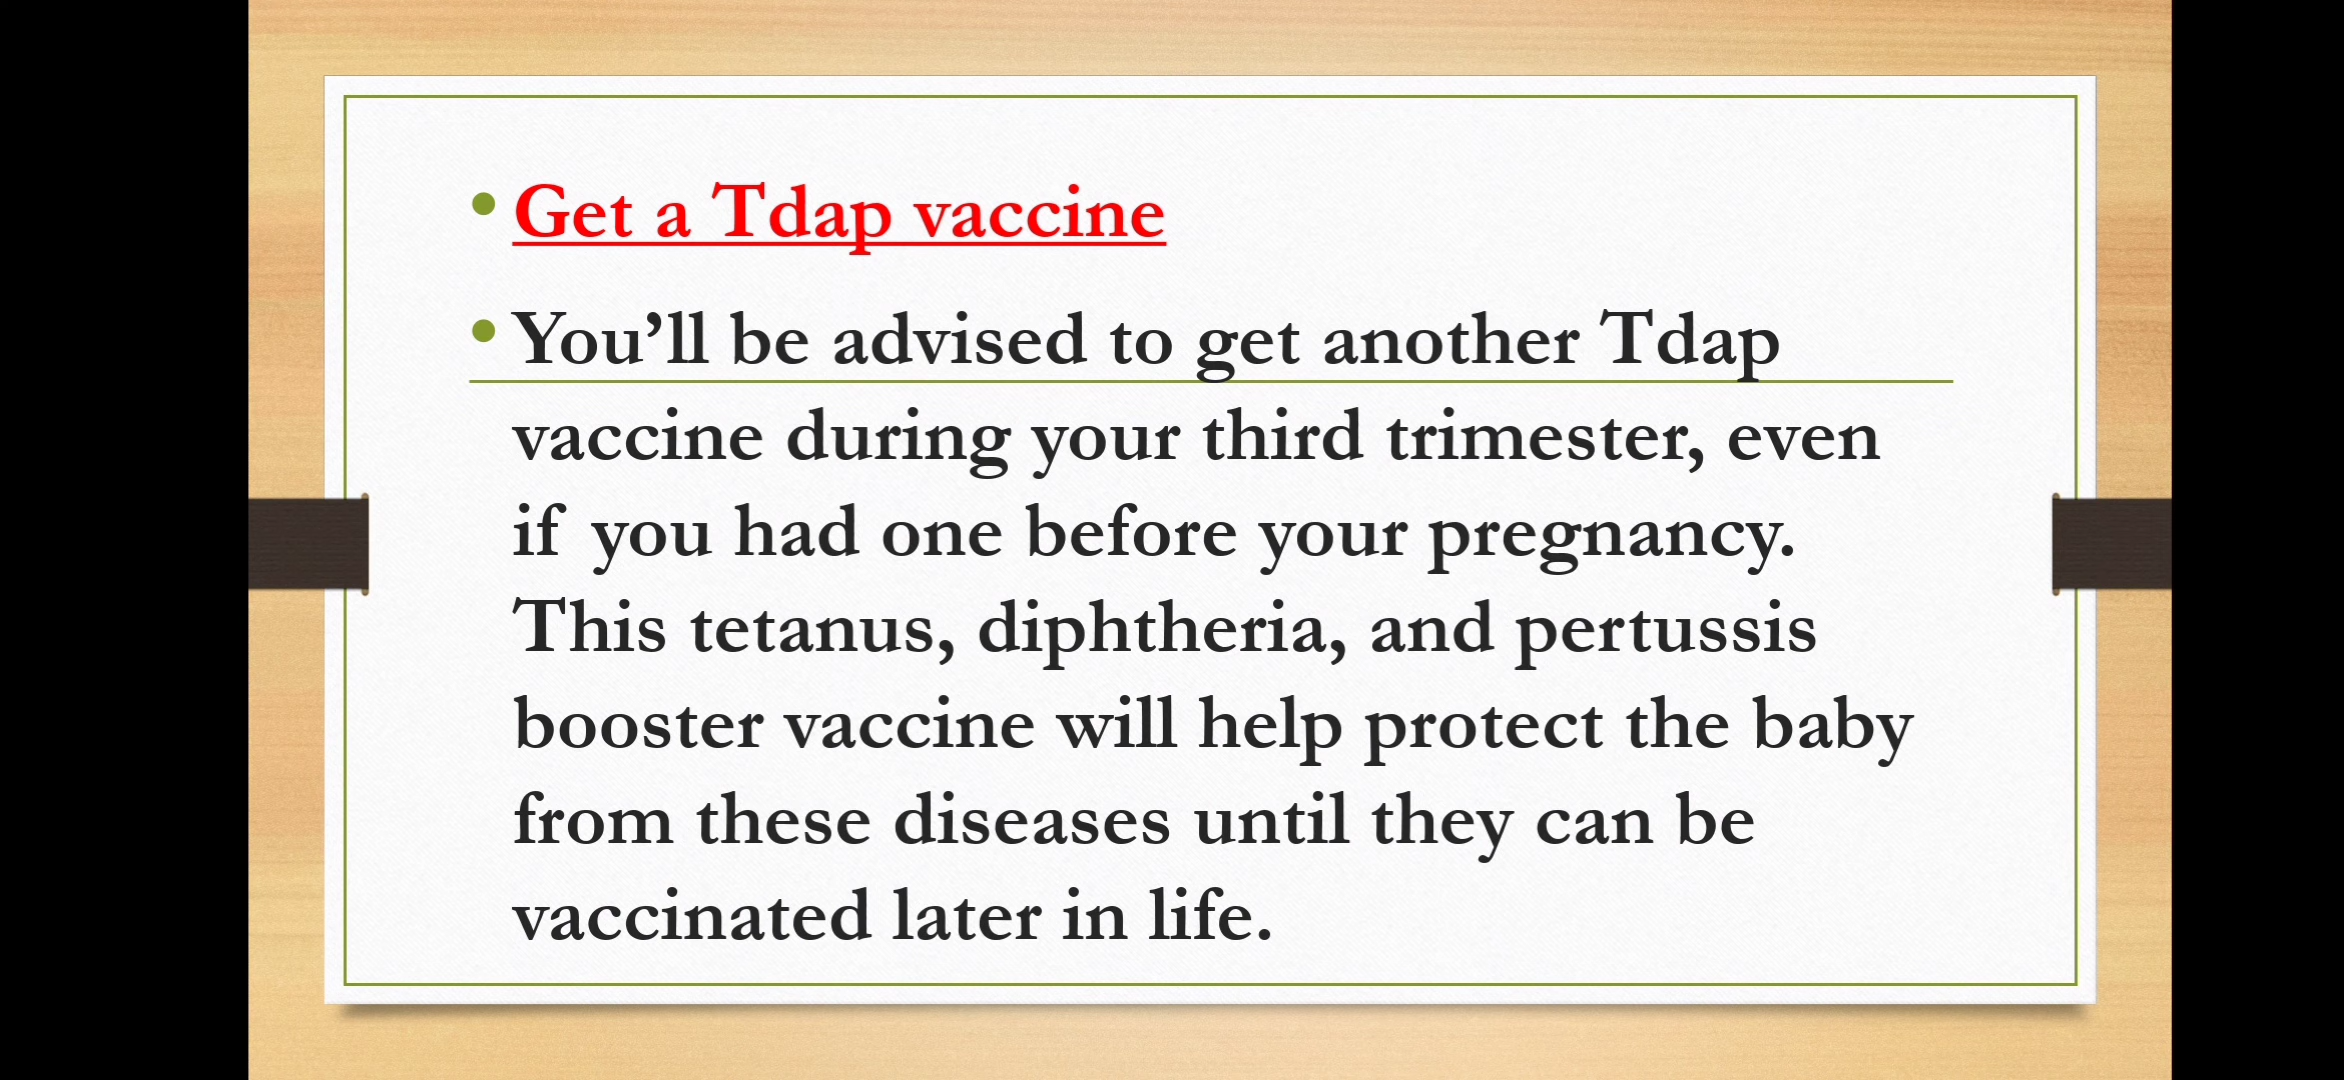 • Get a Tdap vaccine
• You’ll be advised to get another Tdap
vaccine during your third trimester, even
if you had one before your pregnancy.
This tetanus, diphtheria, and pertussis
booster vaccine will help protect the baby
from these diseases until they can be
vaccinated later in life.